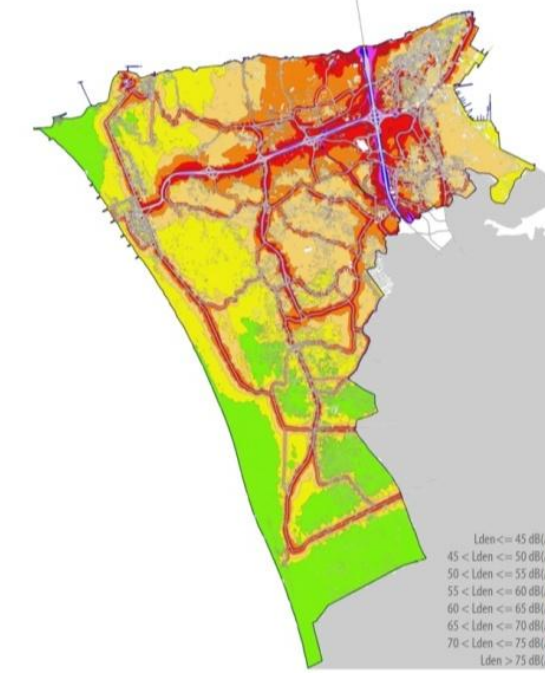 Lden <= 45 dB(
45 < Lden <= 50 dB(
50 < Lden <= 55 dB(
55 < Lden <= 60 dB(
60 < Lden <= 65 dB(
65 < Lden <= 70 dB(
70 < Lden <= 75 dB(
Lden > 75 dB(